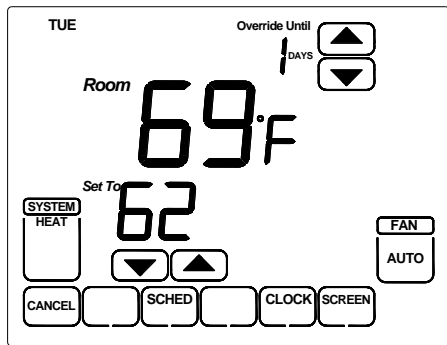 TUE
Override Until
1 DAYS
Room
69°F
Set To
62
SYSTEM
HEAT
FAN
AUTO
CANCEL SCHED CLOCK SCREEN